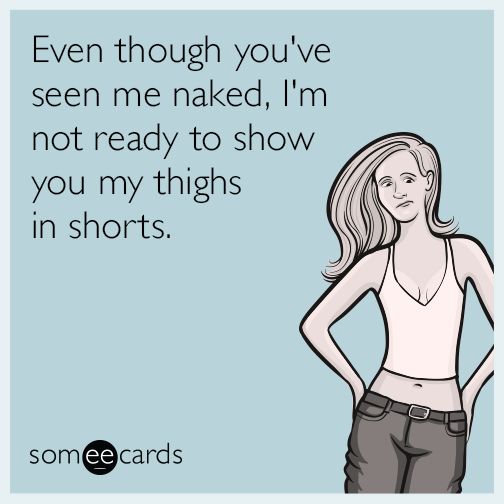 Even though you've
seen me naked, I'm
not ready to show
you my thighs
in shorts.
someecards